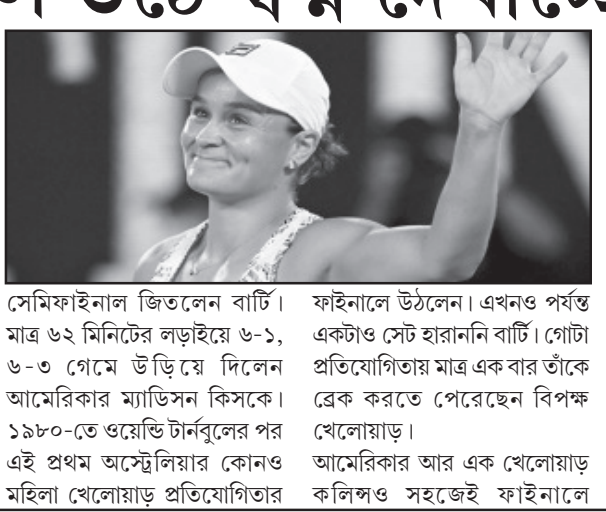 সেমিফাইনাল জিতলেন বার্টি।
মাত্র ৬২ মিনিটের লড়াইয়ে ৬-১,
৬-৩ গেমে উড়িয়ে দিলেন
আমেরিকার ম্যাডিসন কিসকে।
১৯৮০-তে ওয়েন্ডি টার্নবুলের পর
এই প্রথম অস্ট্রেলিয়ার কোনও
মহিলা খেলোয়াড় প্রতিযোগিতার
ফাইনালে উঠলেন। এখনও পর্যন্ত
একটাও সেট হারাননি বার্টি। গোটা
প্রতিযোগিতায় মাত্র এক বার তাঁকে
ব্রেক করতে পেরেছেন বিপক্ষ
খেলোয়াড়।
আমেরিকার আর এক খেলোয়াড়
কলিন্সও সহজেই ফাইনালে